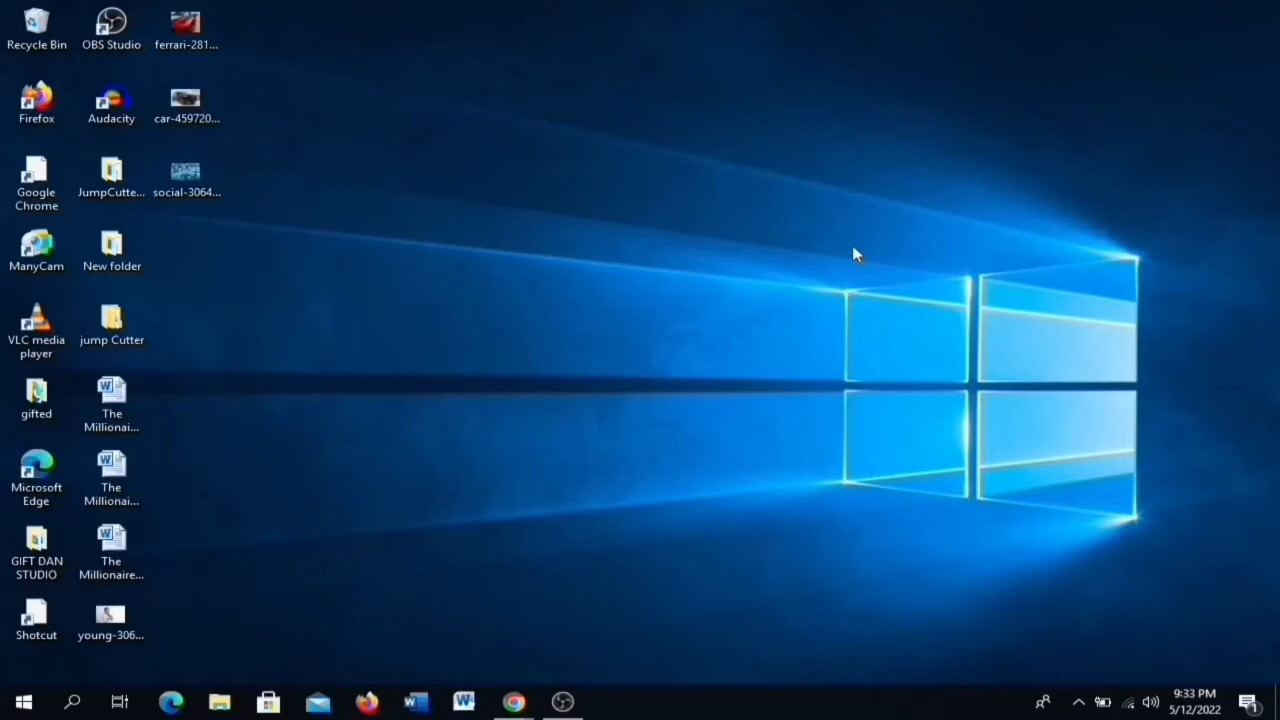 Recycle Bin
OBS Studio
ferrari-281...
Firefox
Audacity
car-459720...
Google
Chrome
JumpCutte...
social-3064...
ManyCam
New folder
VLC media
player
jump Cutter
gifted
The
Millionai...
Microsoft
Edge
The
Millionai...
GIFT DAN
STUDIO
The
Millionaire...
Shotcut
young-306...
9:33 PM
5/12/2022
1